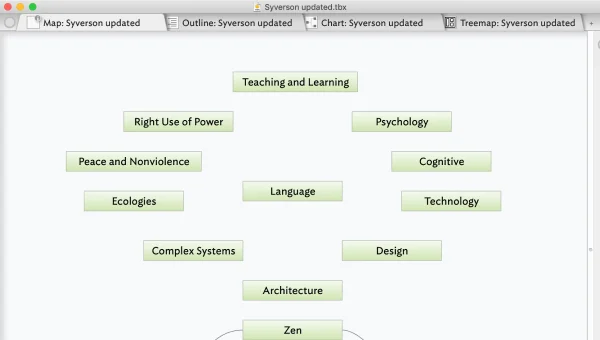 Syverson updated.tbx
Map: Syverson updated
Outline: Syverson updated
Chart: Syverson updated
Treemap: Syverson updated
+
Teaching and Learning
Right Use of Power
Psychology
Peace and Nonviolence
Cognitive
Language
Ecologies
Technology
Complex Systems
Design
Architecture
Zen